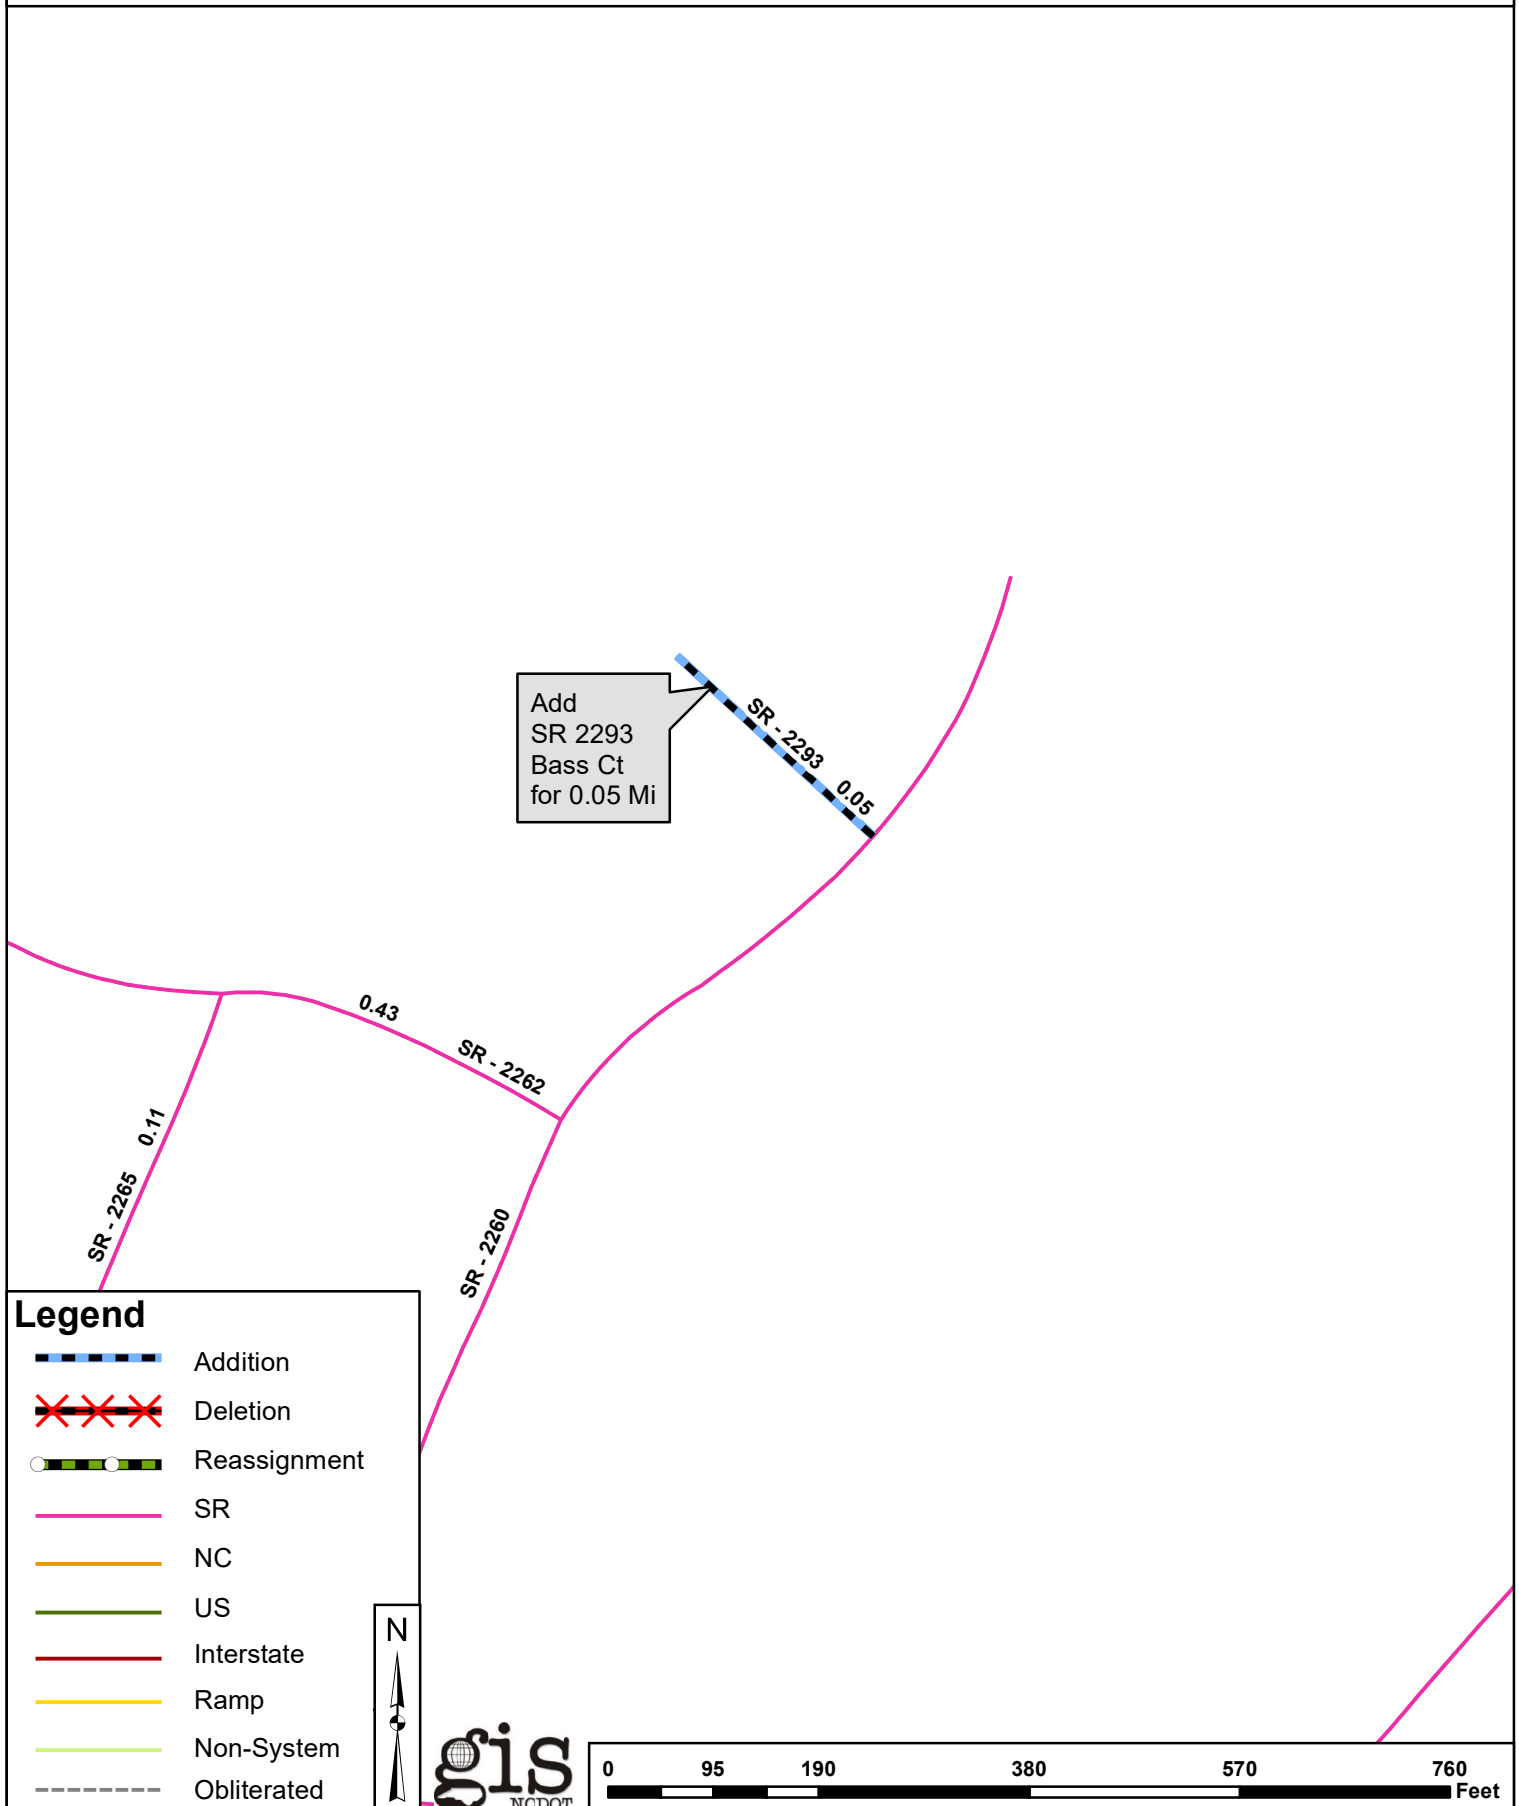 Add
SR 2293
Bass Ct
for 0.05 Mi
SR - 2293 0.05
0.43 SR - 2262
SR - 2265 0.11
SR - 2260
Legend
Addition
Deletion
Reassignment
SR
NC
US
Interstate
Ramp
Non-System
Obliterated
N
gis
NCDOT
0 95 190 380 570 760
Feet